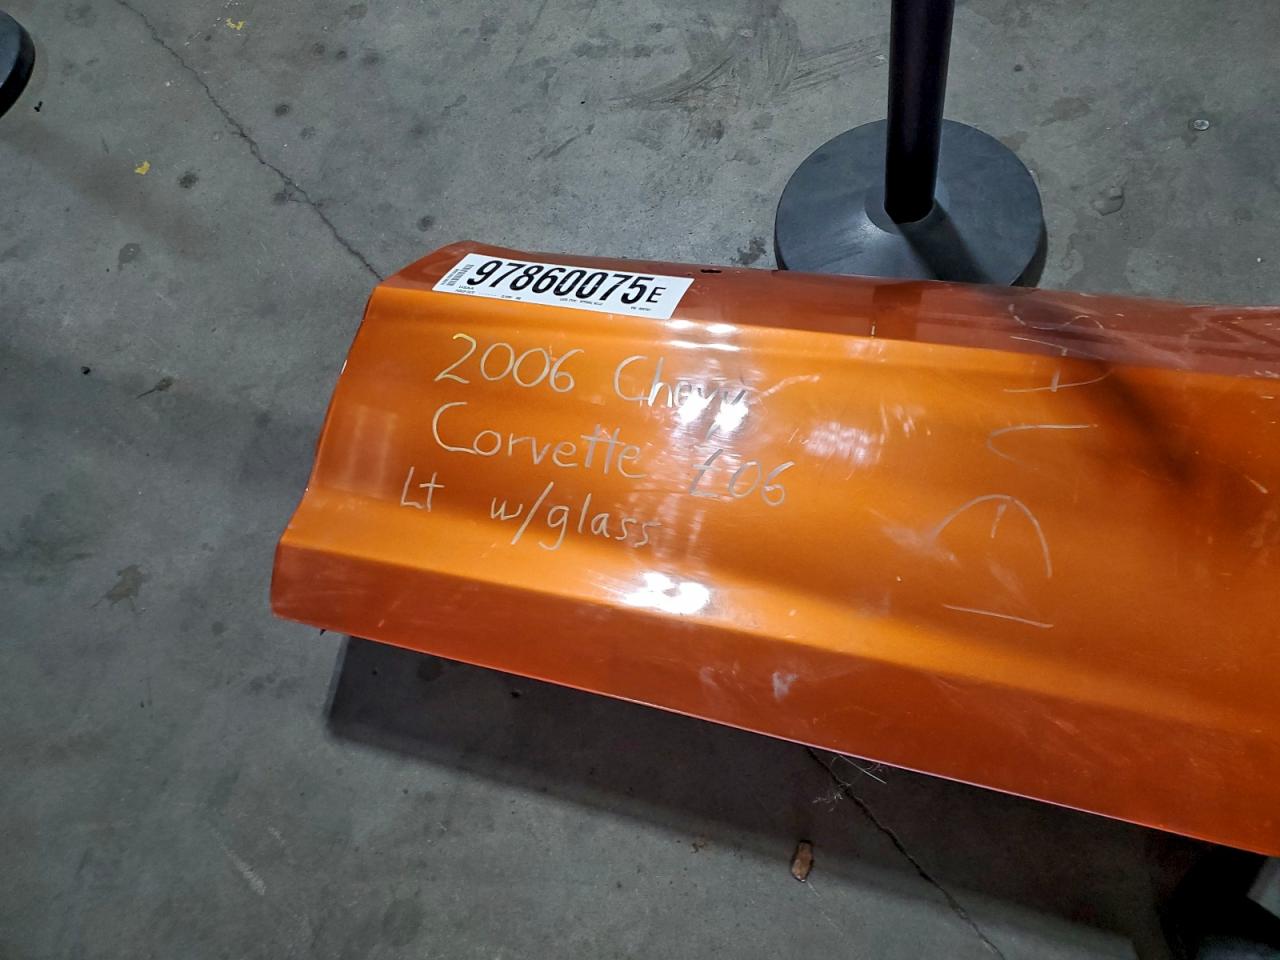 97860075E
2006 Chevy
Corvette Z06
Lt w/glass